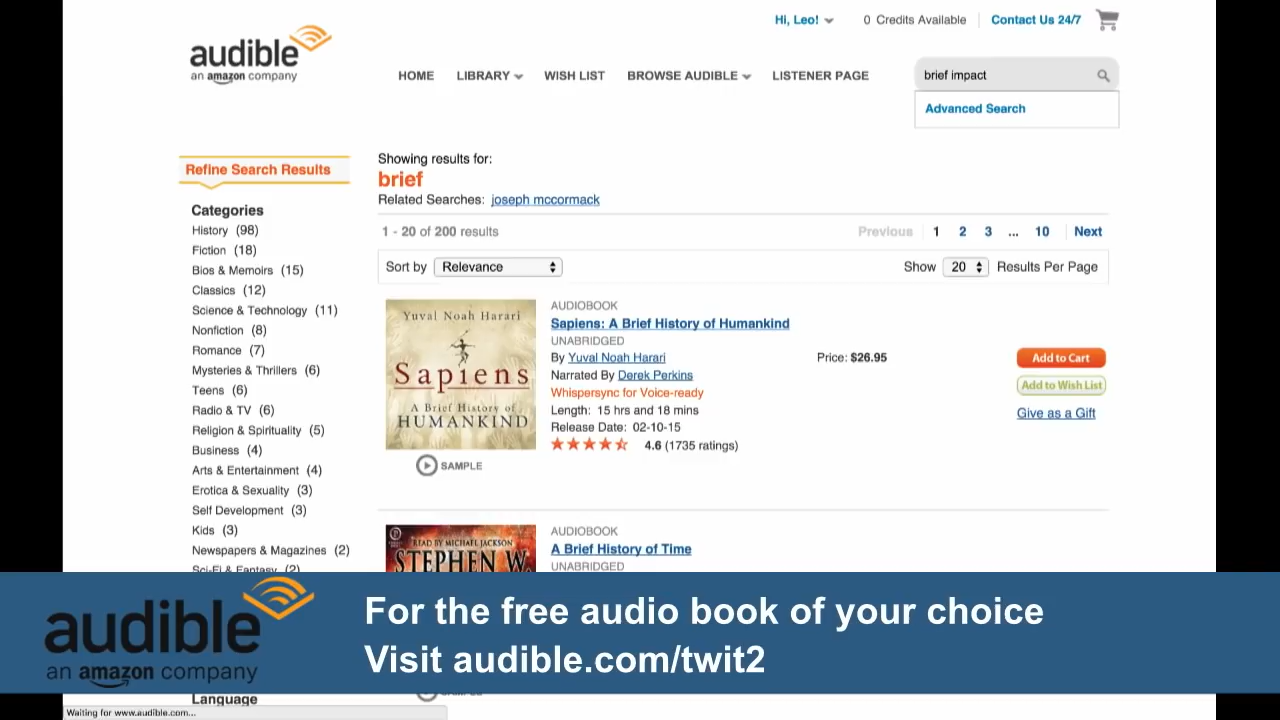 Hi, Leo!
0 Credits Available
Contact Us 24/7
audible
an amazon company
HOME
LIBRARY
WISH LIST
BROWSE AUDIBLE
LISTENER PAGE
brief impact
Advanced Search
Refine Search Results
Categories
History (98)
Fiction (18)
Bios & Memoirs (15)
Classics (12)
Science & Technology (11)
Nonfiction (8)
Romance (7)
Mysteries & Thrillers (6)
Teens (6)
Radio & TV (6)
Religion & Spirituality (5)
Business (4)
Arts & Entertainment (4)
Erotica & Sexuality (3)
Self Development (3)
Kids (3)
Newspapers & Magazines (2)
Sci-Fi & Fantasy (2)
Language
Showing results for:
brief
Related Searches: joseph mccormack
1 - 20 of 200 results
Previous 1 2 3 ... 10 Next
Sort by Relevance
Show 20 Results Per Page
Yuval Noah Harari
Sapiens
A Brief History of
HUMANKIND
SAMPLE
AUDIOBOOK
Sapiens: A Brief History of Humankind
UNABRIDGED
By Yuval Noah Harari
Narrated By Derek Perkins
Whispersync for Voice-ready
Length: 15 hrs and 18 mins
Release Date: 02-10-15
4.6 (1735 ratings)
Price: $26.95
Add to Cart
Add to Wish List
Give as a Gift
READ BY MICHAEL JACKSON
STEPHEN W.
AUDIOBOOK
A Brief History of Time
UNABRIDGED
audible
an amazon company
For the free audio book of your choice
Visit audible.com/twit2
Waiting for www.audible.com...